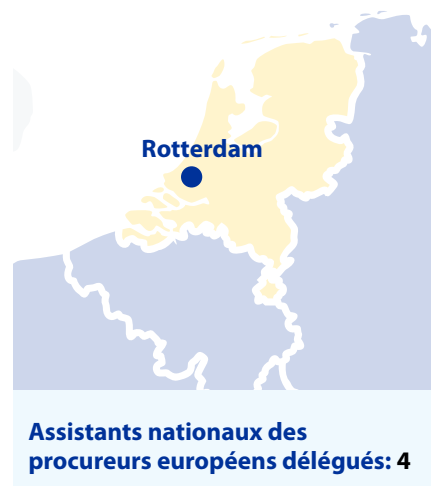 Rotterdam
Assistants nationaux des
procureurs européens délégués: 4